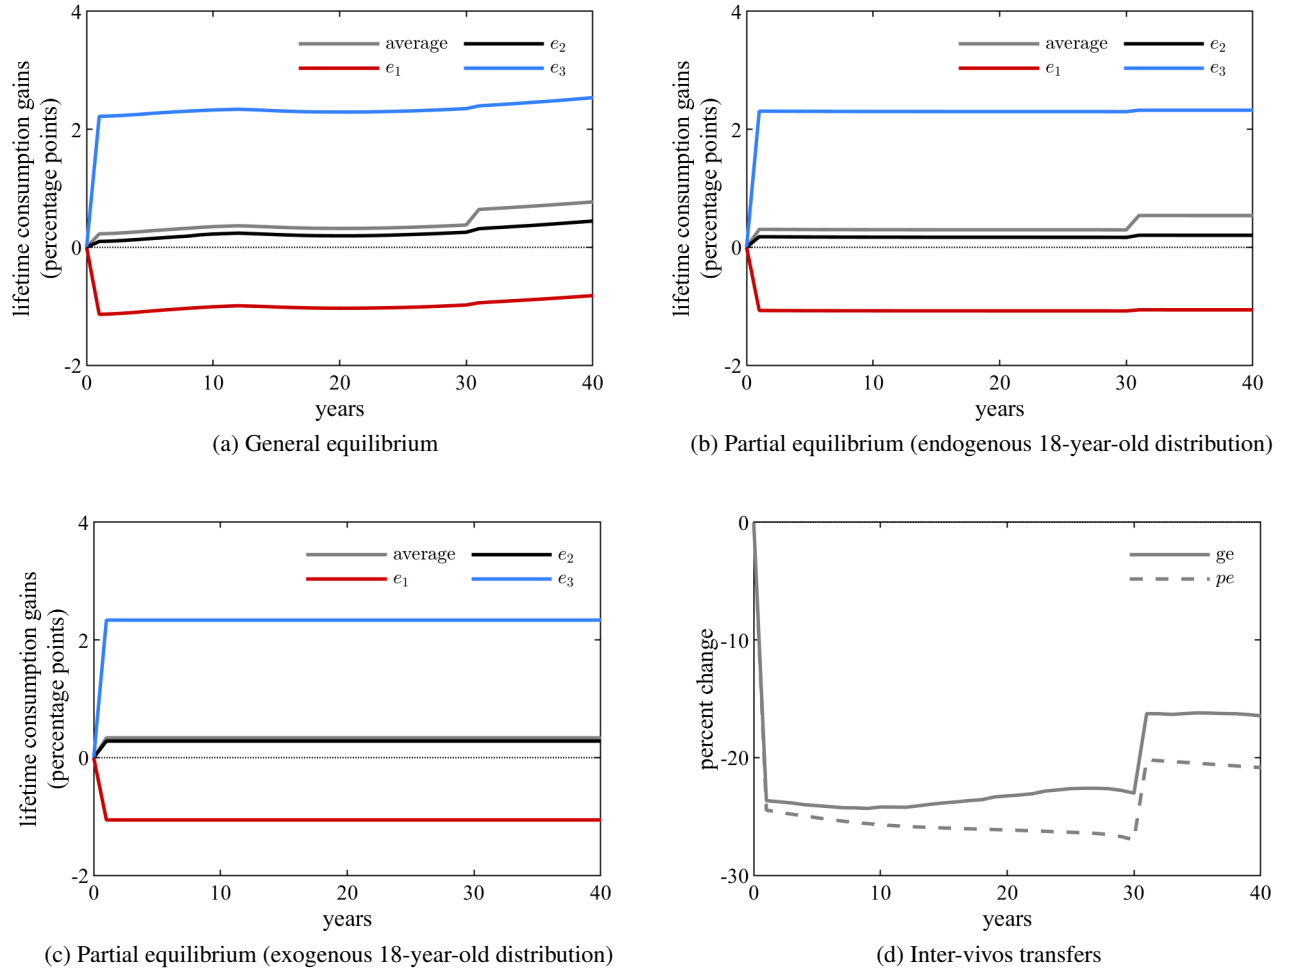 4
2
0
-2
0
10
20
30
40
lifetime consumption gains
(percentage points)
average
e1
e2
e3
years
(a) General equilibrium
4
2
0
-2
0
10
20
30
40
lifetime consumption gains
(percentage points)
average
e1
e2
e3
years
(b) Partial equilibrium (endogenous 18-year-old distribution)
4
2
0
-2
0
10
20
30
40
lifetime consumption gains
(percentage points)
average
e1
e2
e3
years
(c) Partial equilibrium (exogenous 18-year-old distribution)
0
-10
-20
-30
0
10
20
30
40
percent change
ge
pe
years
(d) Inter-vivos transfers